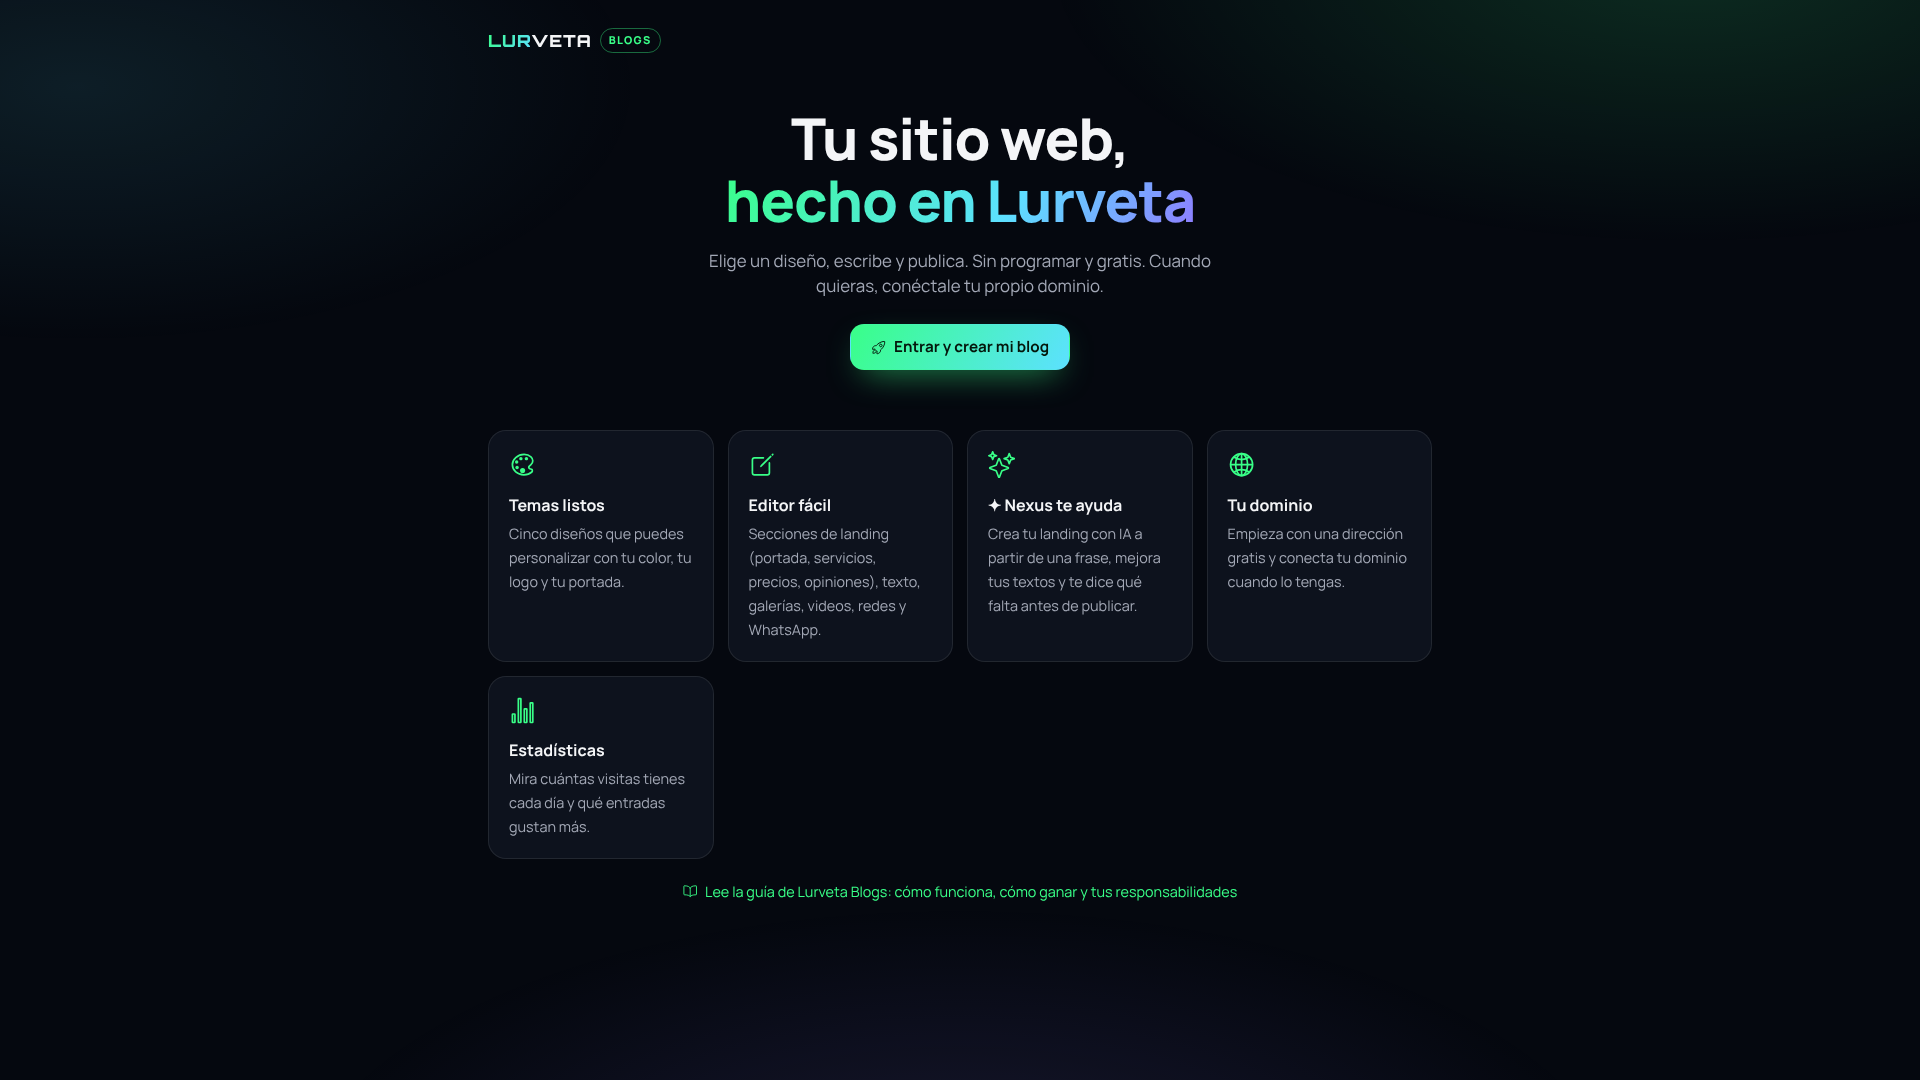 LURVETA BLOGS
Tu sitio web,
hecho en Lurveta
Elige un diseño, escribe y publica. Sin programar y gratis. Cuando
quieras, conéctale tu propio dominio.
Entrar y crear mi blog
Temas listos
Cinco diseños que puedes
personalizar con tu color, tu
logo y tu portada.
Editor fácil
Secciones de landing
(portada, servicios,
precios, opiniones), texto,
galerías, videos, redes y
WhatsApp.
✦ Nexus te ayuda
Crea tu landing con IA a
partir de una frase, mejora
tus textos y te dice qué
falta antes de publicar.
Tu dominio
Empieza con una dirección
gratis y conecta tu dominio
cuando lo tengas.
Estadísticas
Mira cuántas visitas tienes
cada día y qué entradas
gustan más.
Lee la guía de Lurveta Blogs: cómo funciona, cómo ganar y tus responsabilidades